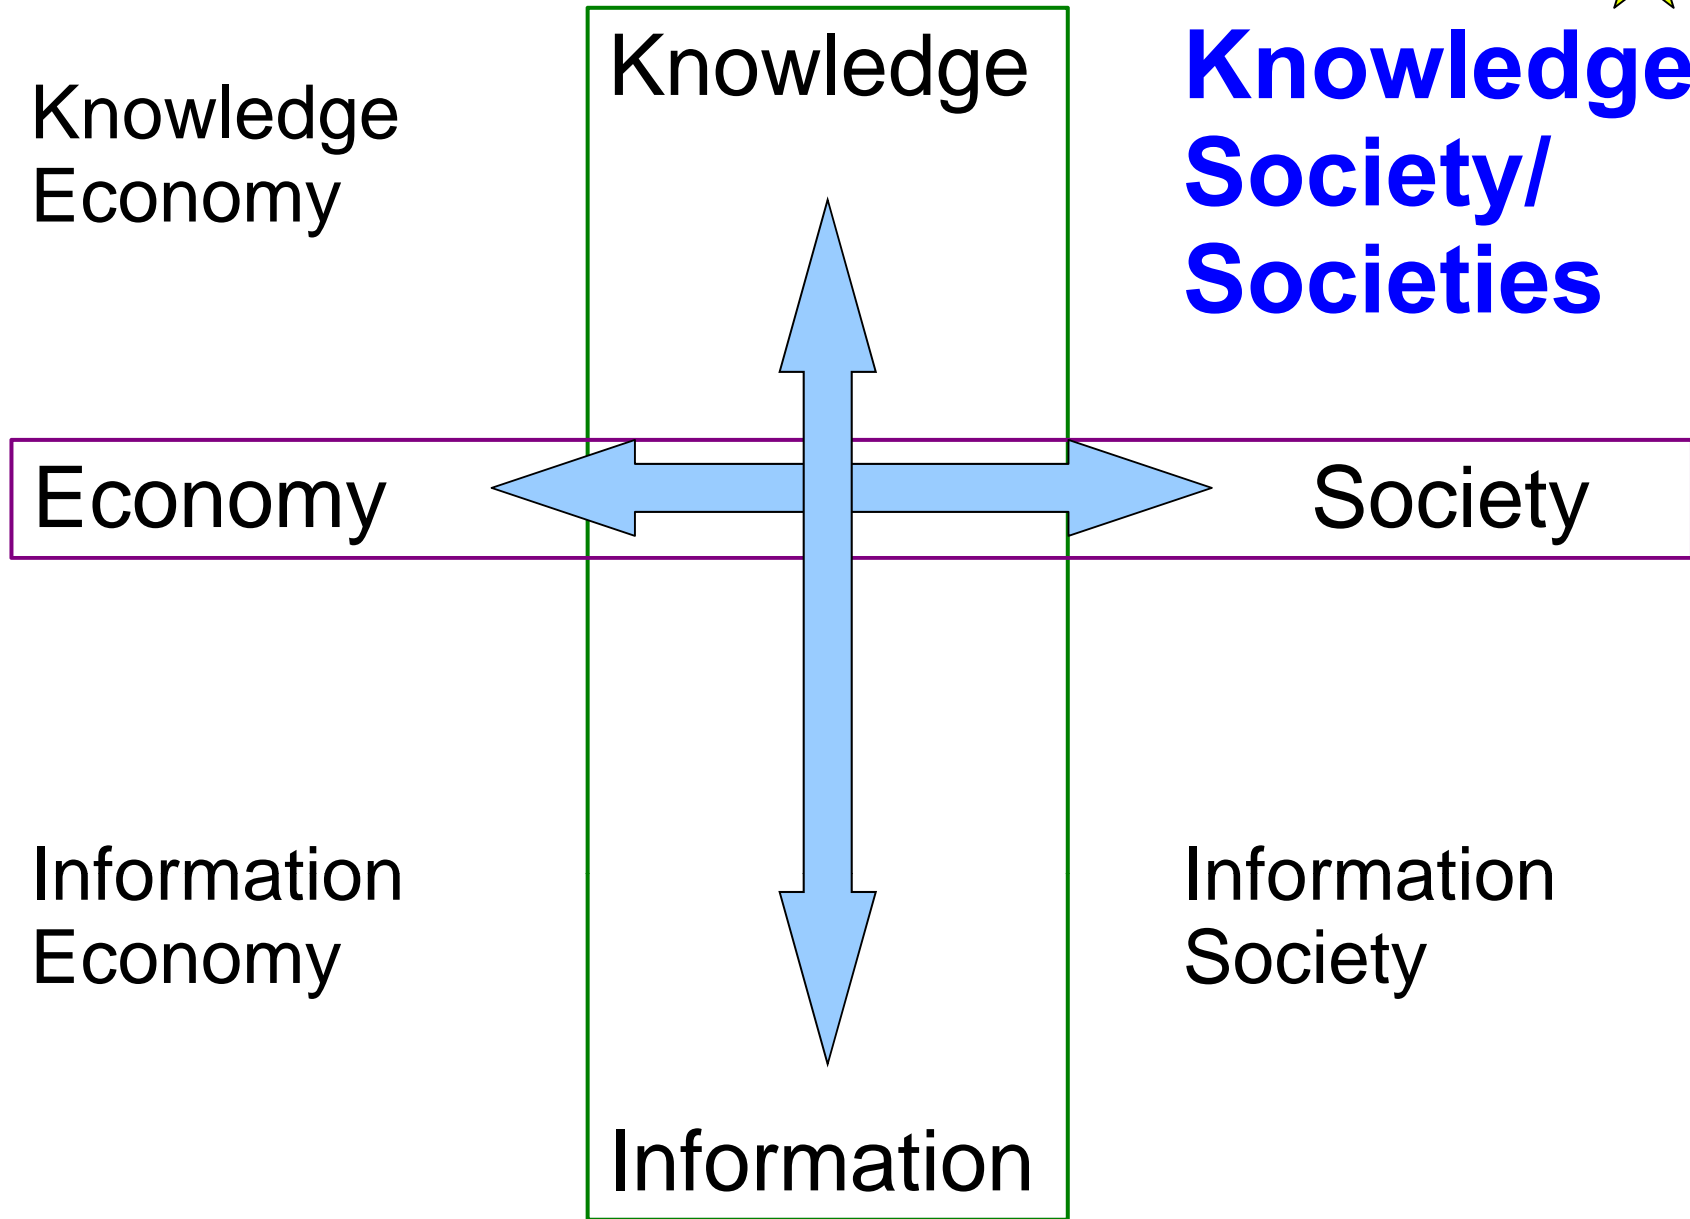 Knowledge
Knowledge
Economy
Knowledge
Society/
Societies
Economy
Society
Information
Economy
Information
Society
Information